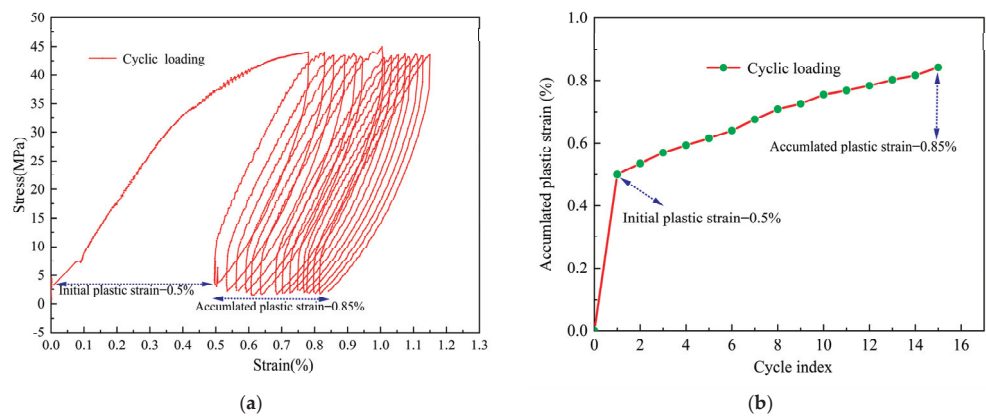 50
45
40
35
30
25
20
15
10
5
0
-5
Stress(MPa)
Cyclic loading
Initial plastic strain−0.5%
Accumlated plastic strain−0.85%
0.0 0.1 0.2 0.3 0.4 0.5 0.6 0.7 0.8 0.9 1.0 1.1 1.2 1.3
Strain(%)
(a)
1.0
0.8
0.6
0.4
0.2
0.0
Accumlated plastic strain (%)
Cyclic loading
Accumlated plastic strain−0.85%
Initial plastic strain−0.5%
0 2 4 6 8 10 12 14 16
Cycle index
(b)